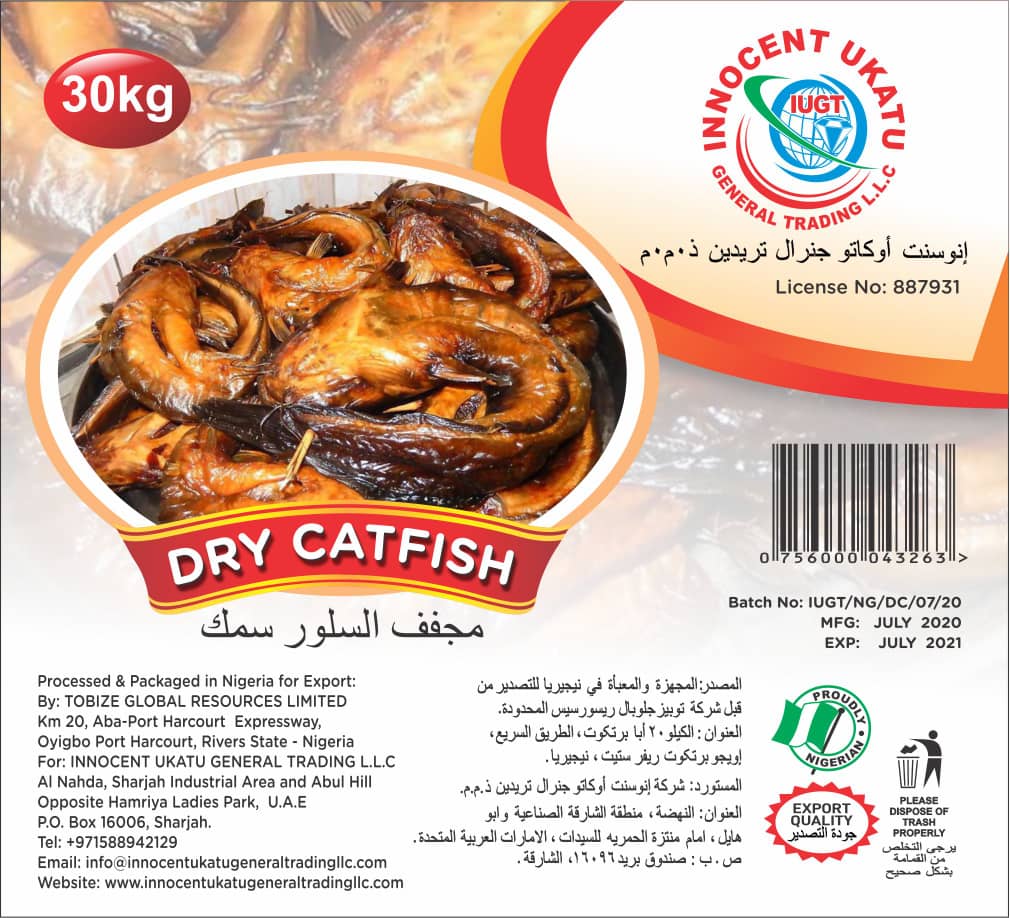 30kg
INNOCENT UKATU
IUGT
GENERAL TRADING L.L.C
إنوسنت أوكاتو جنرال تريدين ذ٠م٠م
License No: 887931
DRY CATFISH
مجفف السلور سمك
0 756000 043263 >
Batch No: IUGT/NG/DC/07/20
MFG: JULY 2020
EXP: JULY 2021
Processed & Packaged in Nigeria for Export:
By: TOBIZE GLOBAL RESOURCES LIMITED
Km 20, Aba-Port Harcourt Expressway,
Oyigbo Port Harcourt, Rivers State - Nigeria
For: INNOCENT UKATU GENERAL TRADING L.L.C
Al Nahda, Sharjah Industrial Area and Abul Hill
Opposite Hamriya Ladies Park, U.A.E
P.O. Box 16006, Sharjah.
Tel: +971588942129
Email: info@innocentukatugeneraltradingllc.com
Website: www.innocentukatugeneraltradingllc.com
المصدر:المجهزة والمعبأة في نيجيريا للتصدير من
قبل شركة توبيز جلوبال ريسورسيس المحدودة.
العنوان : الكيلو٢٠ أبا برتكوت ، الطريق السريع،
إويجبو برتكوت ريفر ستيت ، نيجيريا.
المستورد: شركة إنوسنت أوكاتو جنرال تريدين ذ.م.م.
العنوان: النهضة ، منطقة الشارقة الصناعية وابو
هايل، امام منتزة الحمريه للسيدات ، الامارات العربية المتحدة.
ص . ب : صندوق بريد ١٦٠٩٦، الشارقة .
PROUDLY
NIGERIAN
EXPORT
QUALITY
جودة التصدير
PLEASE
DISPOSE OF
TRASH
PROPERLY
يرجى التخلص
من القمامة
بشكل صحيح